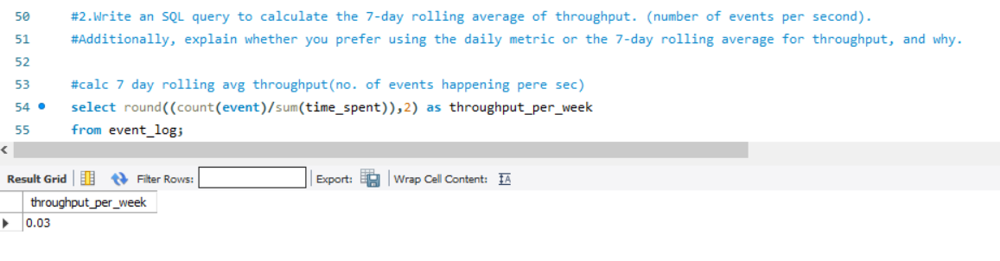 50 #2.Write an SQL query to calculate the 7-day rolling average of throughput. (number of events per second).
51 #Additionally, explain whether you prefer using the daily metric or the 7-day rolling average for throughput, and why.
52
53 #calc 7 day rolling avg throughput(no. of events happening pere sec)
54 select round((count(event)/sum(time_spent)),2) as throughput_per_week
55 from event_log;
Result Grid Filter Rows: Export: Wrap Cell Content: IA
throughput_per_week
0.03